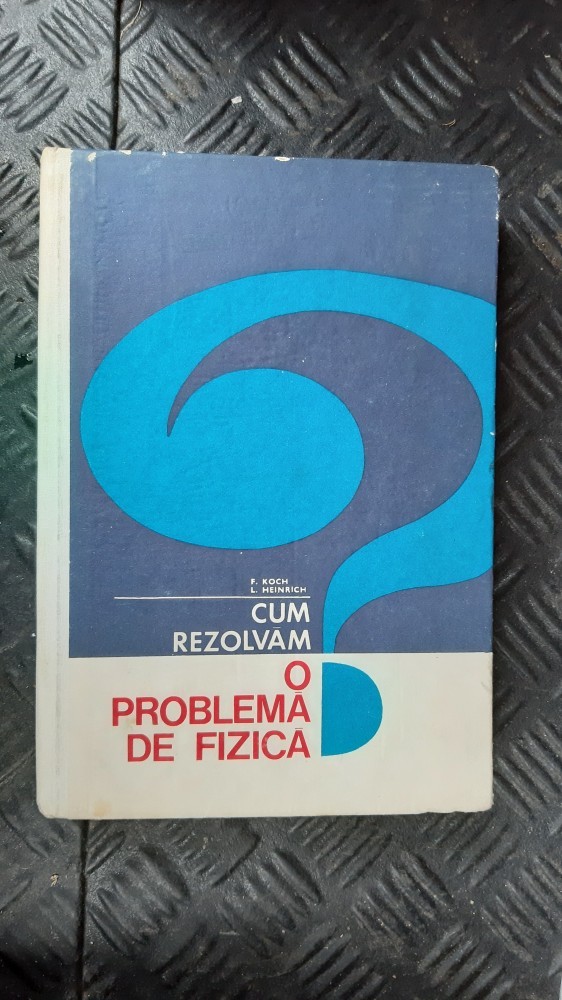 F. KOCH
L. HEINRICH
CUM
REZOLVĂM
O
PROBLEMĂ
DE FIZICĂ